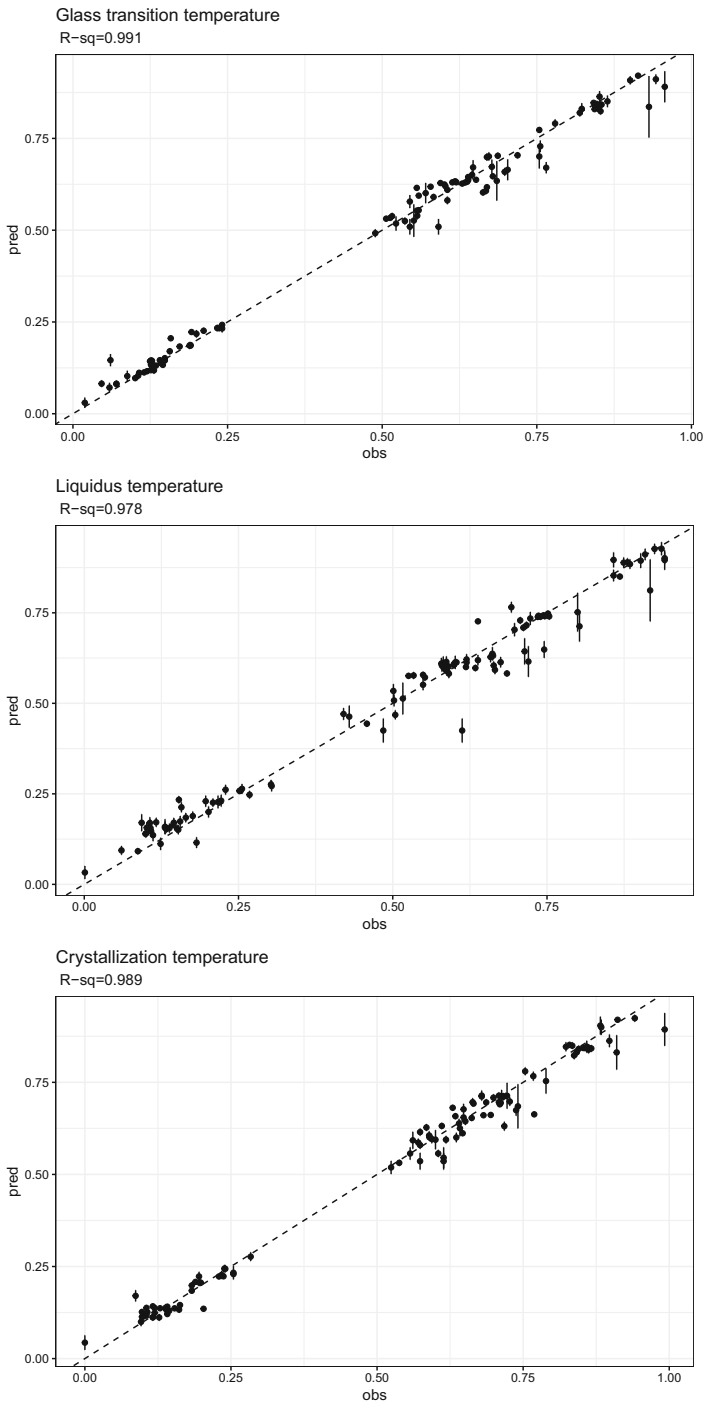 Glass transition temperature
R−sq=0.991
0.75
0.50
0.25
0.00
pred
0.00 0.25 0.50 0.75 1.00
obs
Liquidus temperature
R−sq=0.978
0.75
0.50
0.25
0.00
pred
0.00 0.25 0.50 0.75
obs
Crystallization temperature
R−sq=0.989
0.75
0.50
0.25
0.00
pred
0.00 0.25 0.50 0.75 1.00
obs